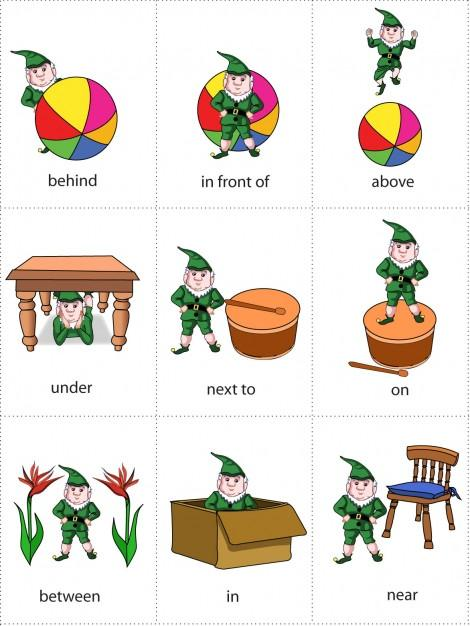 behind
in front of
above
under
next to
on
between
in
near